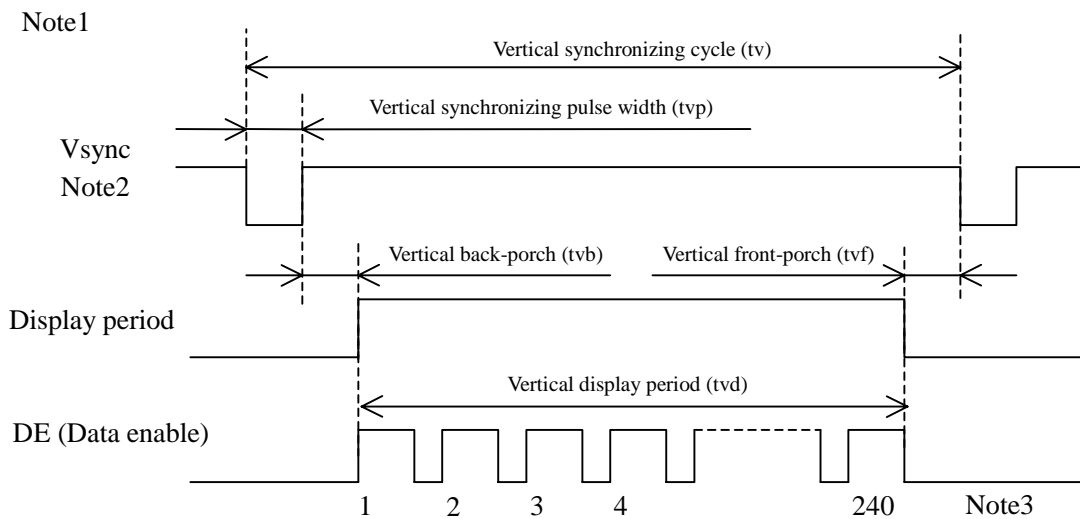 Note1
Vertical synchronizing cycle (tv)
Vertical synchronizing pulse width (tvp)
Vsync
Note2
Vertical back-porch (tvb)
Vertical front-porch (tvf)
Display period
Vertical display period (tvd)
DE (Data enable)
1 2 3 4 240 Note3